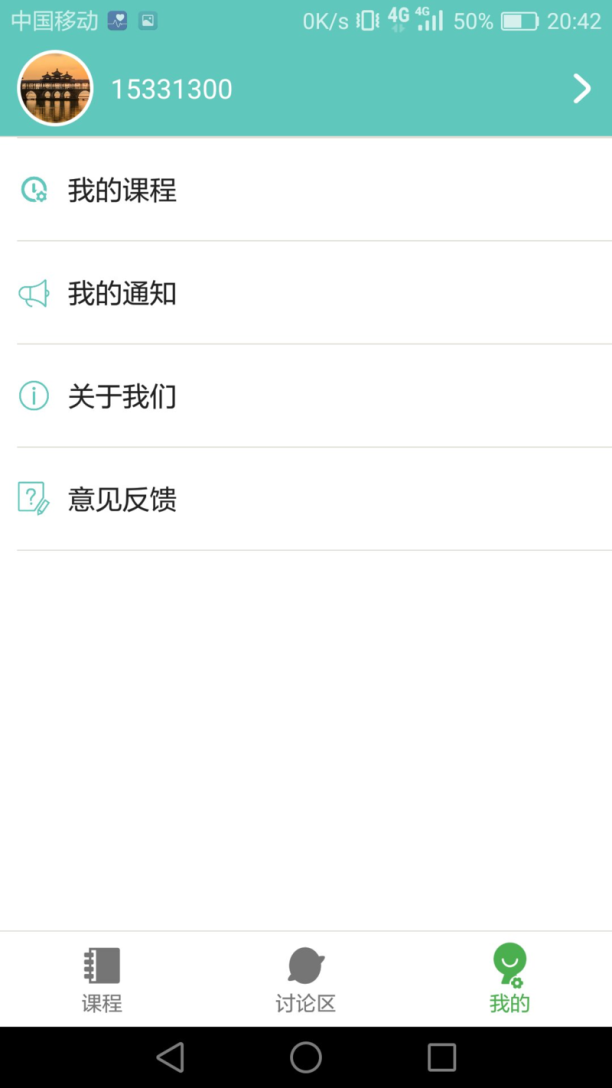 中国移动 0K/s 4G 4G 50% 20:42
15331300
我的课程
我的通知
关于我们
意见反馈
课程 讨论区 我的